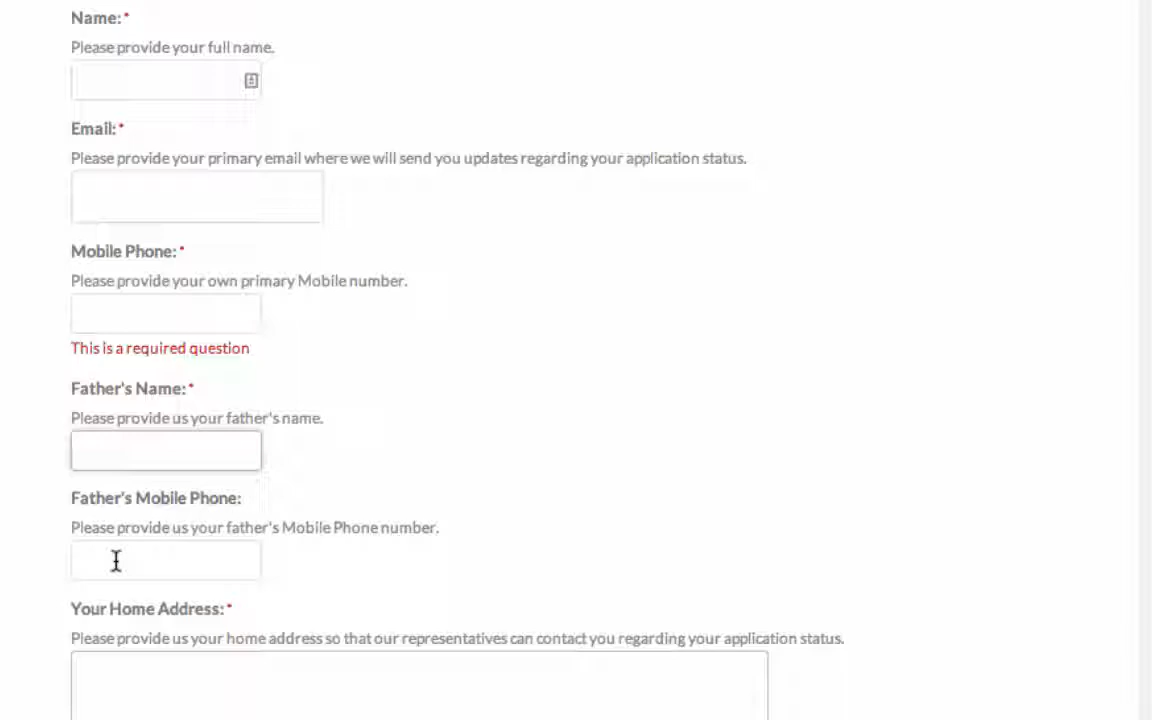 Name:*
Please provide your full name.
Email:*
Please provide your primary email where we will send you updates regarding your application status.
Mobile Phone:*
Please provide your own primary Mobile number.
This is a required question
Father's Name:*
Please provide us your father's name.
Father's Mobile Phone:
Please provide us your father's Mobile Phone number.
Your Home Address:*
Please provide us your home address so that our representatives can contact you regarding your application status.